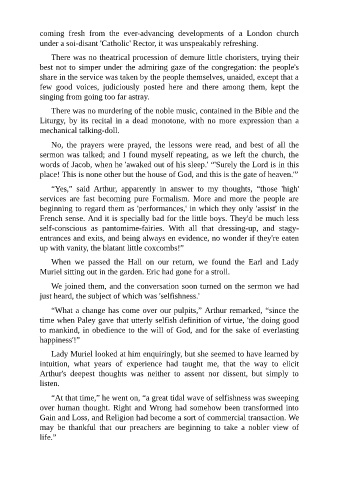 coming fresh from the ever-advancing developments of a London church
under a soi-disant 'Catholic' Rector, it was unspeakably refreshing.
There was no theatrical procession of demure little choristers, trying their
best not to simper under the admiring gaze of the congregation: the people's
share in the service was taken by the people themselves, unaided, except that a
few good voices, judiciously posted here and there among them, kept the
singing from going too far astray.
There was no murdering of the noble music, contained in the Bible and the
Liturgy, by its recital in a dead monotone, with no more expression than a
mechanical talking-doll.
No, the prayers were prayed, the lessons were read, and best of all the
sermon was talked; and I found myself repeating, as we left the church, the
words of Jacob, when he 'awaked out of his sleep.' “'Surely the Lord is in this
place! This is none other but the house of God, and this is the gate of heaven.'”
“Yes,” said Arthur, apparently in answer to my thoughts, “those 'high'
services are fast becoming pure Formalism. More and more the people are
beginning to regard them as 'performances,' in which they only 'assist' in the
French sense. And it is specially bad for the little boys. They'd be much less
self-conscious as pantomime-fairies. With all that dressing-up, and stagy-
entrances and exits, and being always en evidence, no wonder if they're eaten
up with vanity, the blatant little coxcombs!”
When we passed the Hall on our return, we found the Earl and Lady
Muriel sitting out in the garden. Eric had gone for a stroll.
We joined them, and the conversation soon turned on the sermon we had
just heard, the subject of which was 'selfishness.'
“What a change has come over our pulpits,” Arthur remarked, “since the
time when Paley gave that utterly selfish definition of virtue, 'the doing good
to mankind, in obedience to the will of God, and for the sake of everlasting
happiness'!”
Lady Muriel looked at him enquiringly, but she seemed to have learned by
intuition, what years of experience had taught me, that the way to elicit
Arthur's deepest thoughts was neither to assent nor dissent, but simply to
listen.
“At that time,” he went on, “a great tidal wave of selfishness was sweeping
over human thought. Right and Wrong had somehow been transformed into
Gain and Loss, and Religion had become a sort of commercial transaction. We
may be thankful that our preachers are beginning to take a nobler view of
life.”